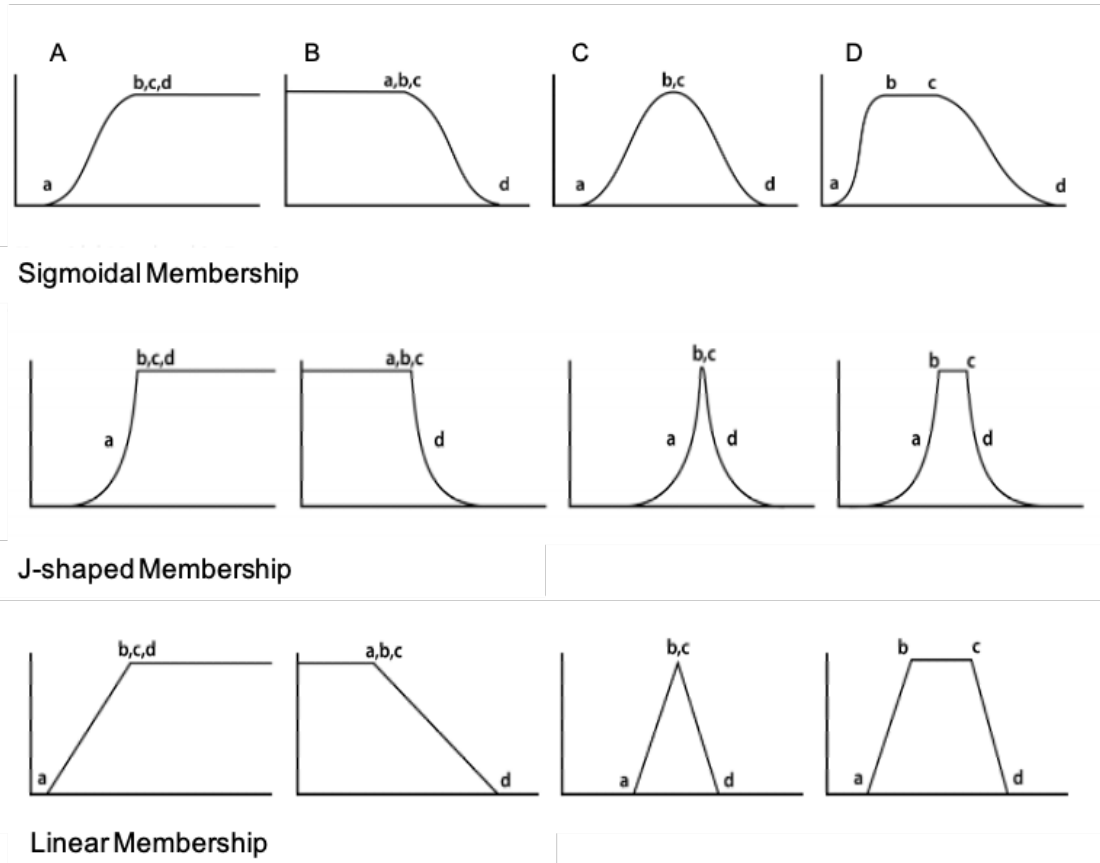 A B C D
b,c,d a,b,c b,c b c
a d a d a d
Sigmoidal Membership
b,c,d a,b,c b,c b c
a d a d a d
J-shaped Membership
b,c,d a,b,c b,c b c
a d a d a d
Linear Membership